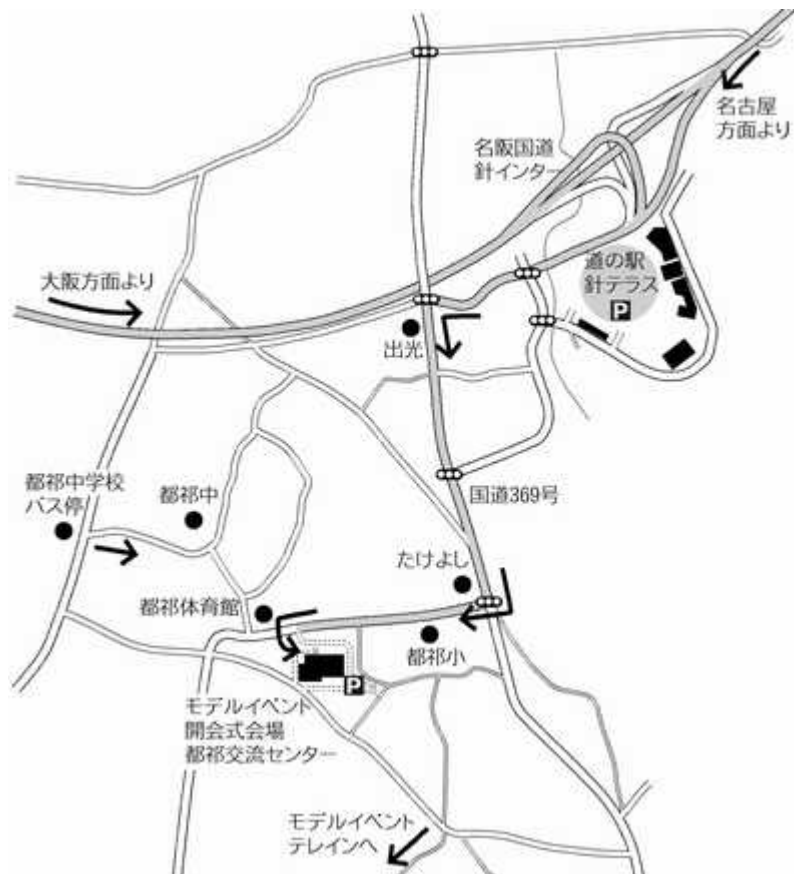 名古屋
方面より
名阪国道
針インター
道の駅
針テラス
P
大阪方面より
出光
都祁中学校
バス停
都祁中
国道369号
たけよし
都祁体育館
都祁小
P
モデルイベント
開会式会場
都祁交流センター
モデルイベント
テレインへ